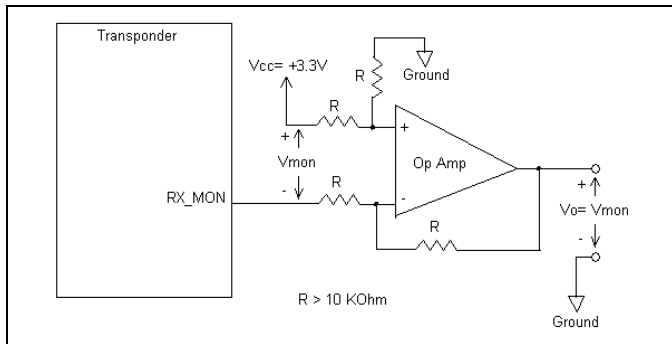 Transponder
Vcc= +3.3V
R
Ground
R
+
Vmon
-
+
Op Amp
-
R
RX_MON
R
+
Vo= Vmon
-
R > 10 KOhm
Ground